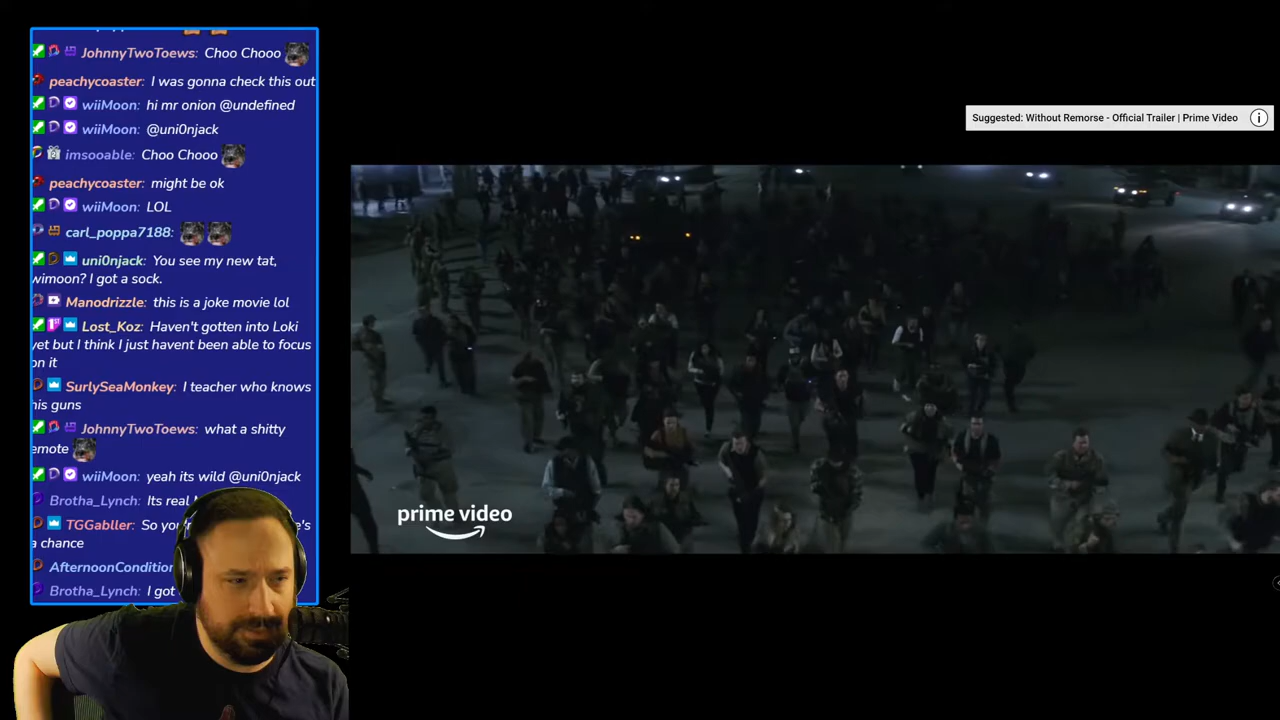 JohnnyTwoToews: Choo Chooo
peachycoaster: I was gonna check this out
wiiMoon: hi mr onion @undefined
wiiMoon: @uni0njack
imsooable: Choo Chooo
peachycoaster: might be ok
wiiMoon: LOL
carl_poppa7188:
uni0njack: You see my new tat,
wimoon? I got a sock.
Manodrizzle: this is a joke movie lol
Lost_Koz: Haven't gotten into Loki
yet but I think I just havent been able to focus
on it
SurlySeaMonkey: I teacher who knows
his guns
JohnnyTwoToews: what a shitty
emote
wiiMoon: yeah its wild @uni0njack
Brotha_Lynch: Its real
TGGabller: So
a chance
Brotha_Lynch: I got
Suggested: Without Remorse - Official Trailer | Prime Video
prime video